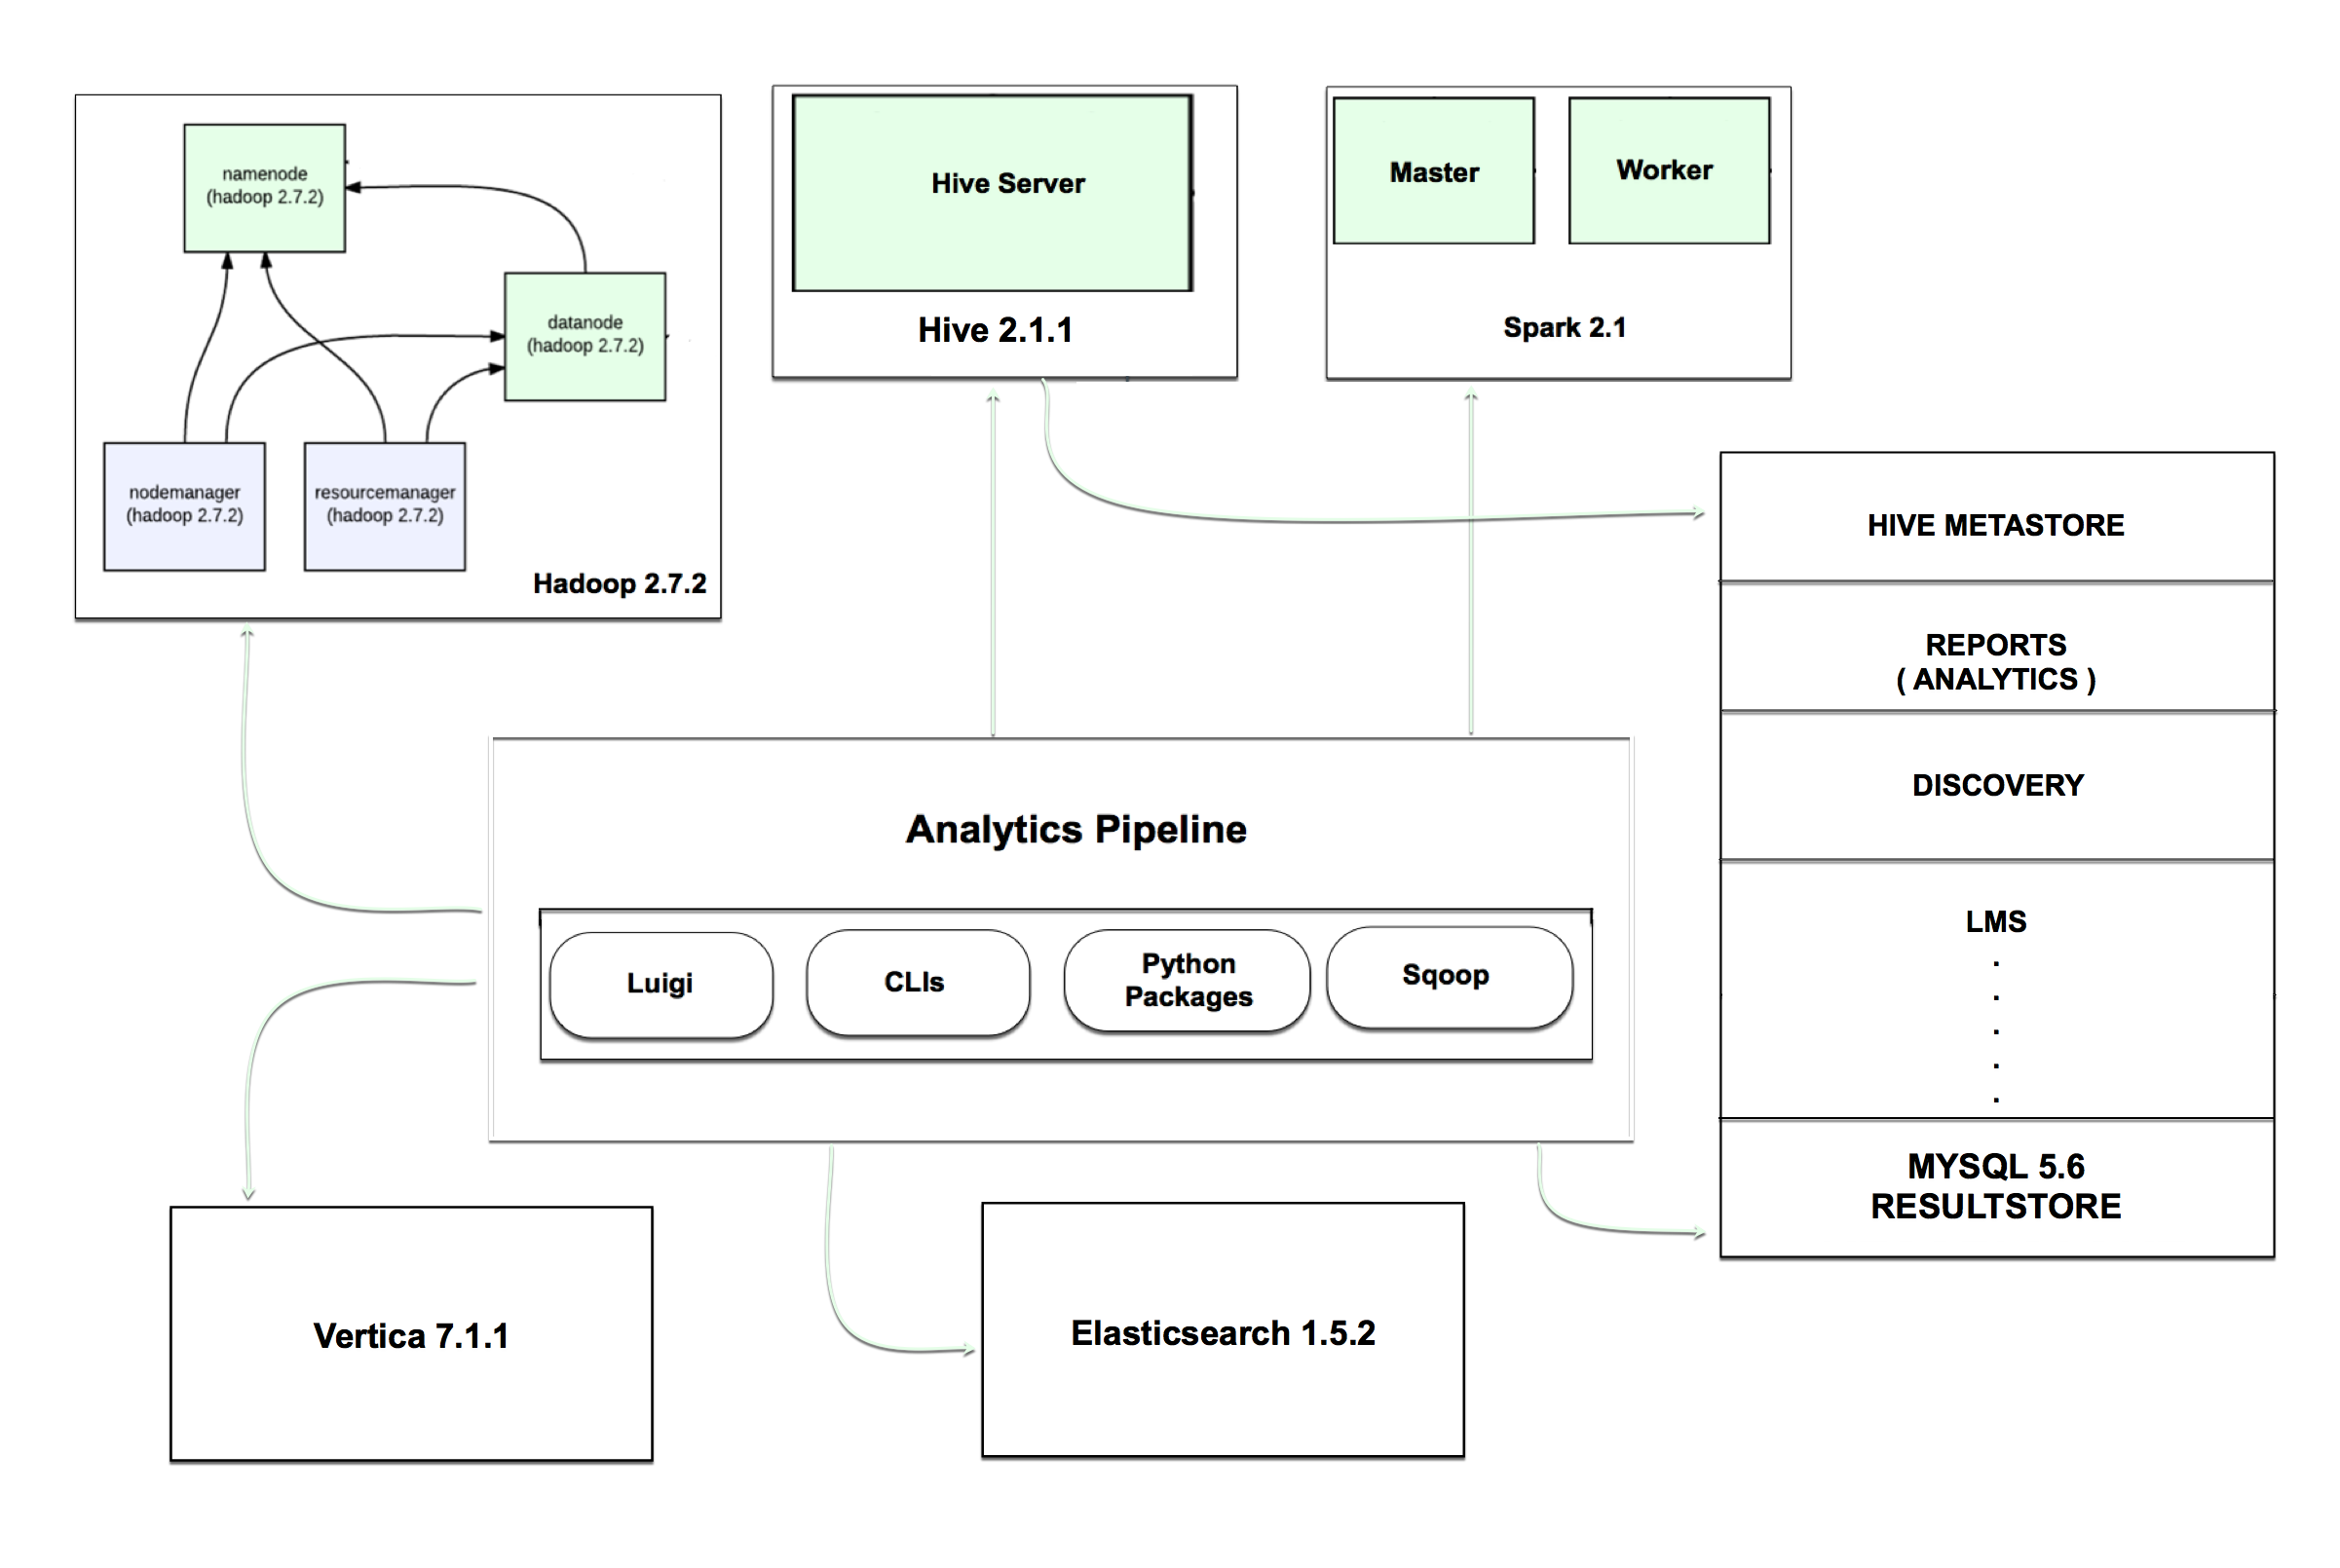 namenode
(hadoop 2.7.2)
datanode
(hadoop 2.7.2)
nodemanager
(hadoop 2.7.2)
resourcemanager
(hadoop 2.7.2)
Hadoop 2.7.2
Hive Server
Hive 2.1.1
Master
Worker
Spark 2.1
HIVE METASTORE
REPORTS
( ANALYTICS )
DISCOVERY
LMS
.
.
.
.
.
MYSQL 5.6
RESULTSTORE
Analytics Pipeline
Luigi
CLIs
Python
Packages
Sqoop
Vertica 7.1.1
Elasticsearch 1.5.2